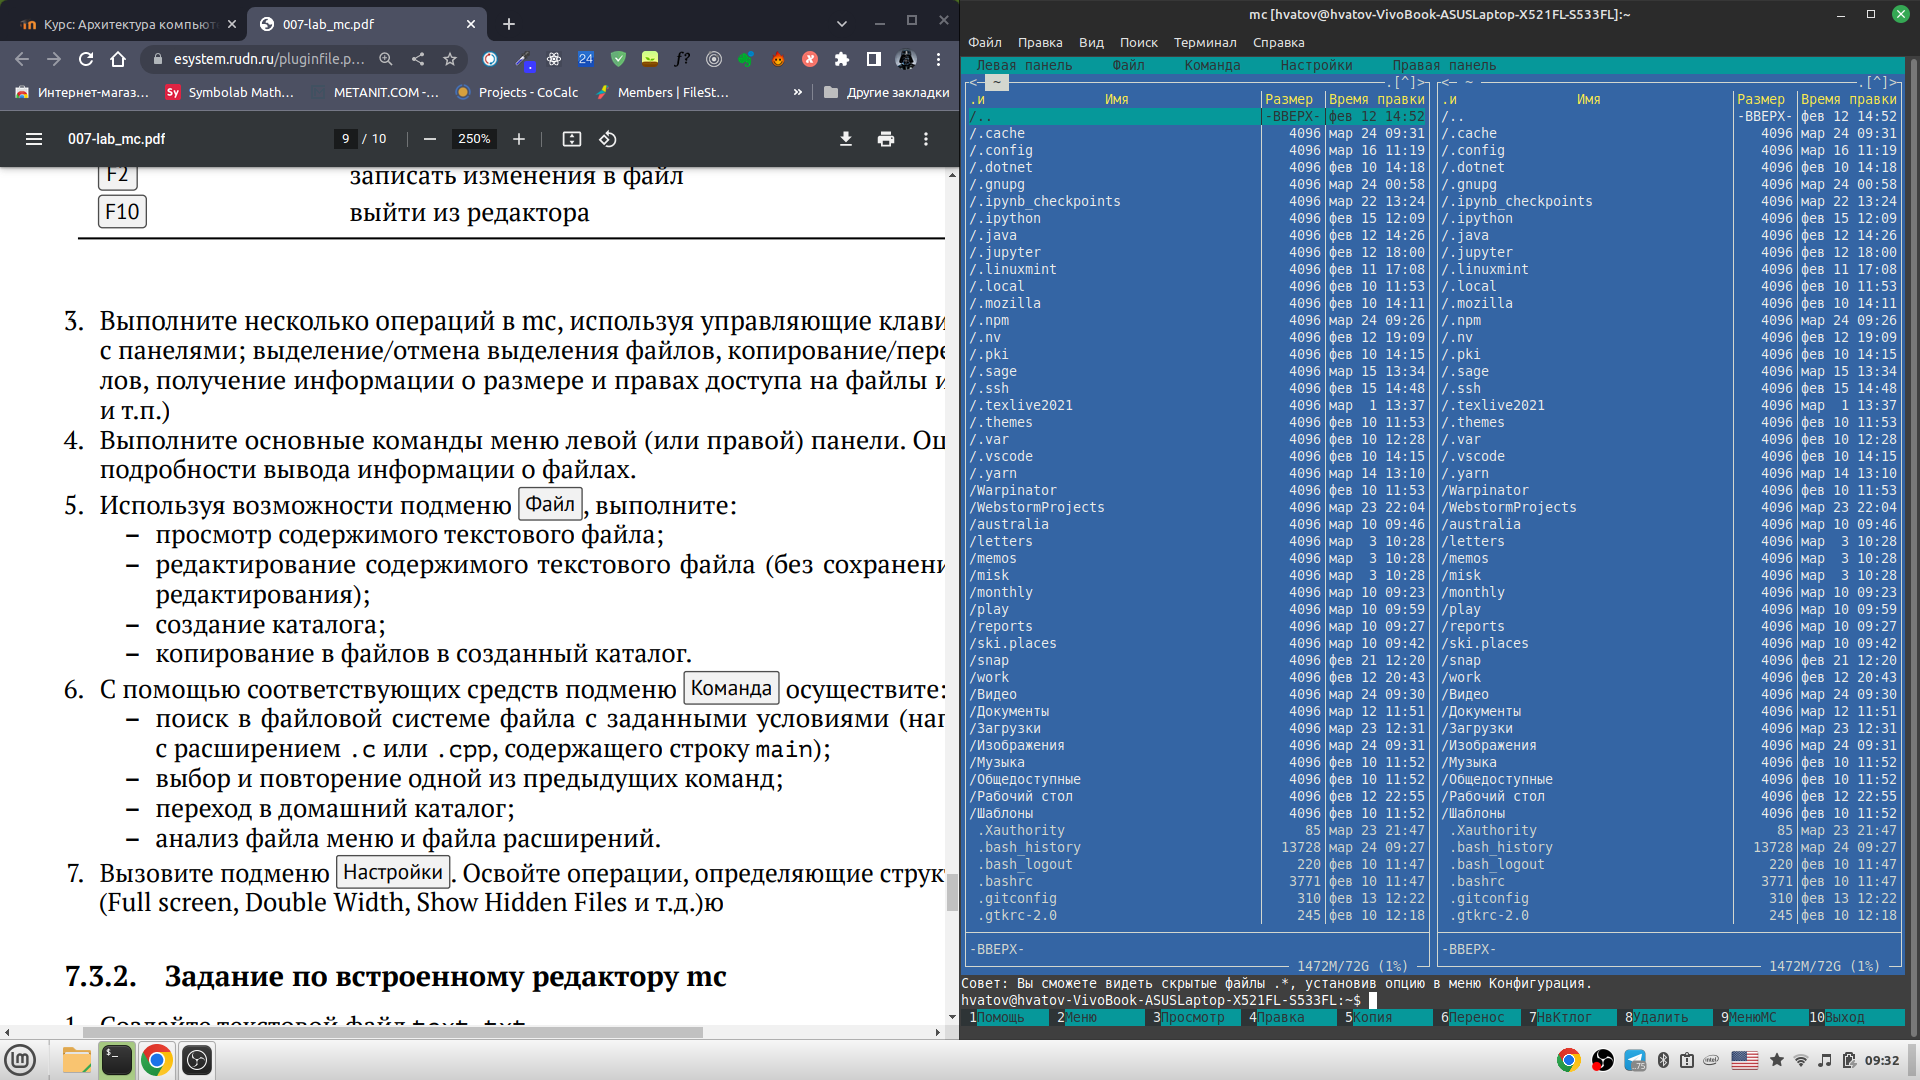 Курс: Архитектура компьют
007-lab_mc.pdf
esystem.rudn.ru/pluginfile.p...
Интернет-магаз...
Symbolab Math...
METANIT.COM -...
Projects - CoCalc
Members | FileSt...
»
Другие закладки
007-lab_mc.pdf
9 / 10
250%
F2 записать изменения в файл
F10 выйти из редактора
3. Выполните несколько операций в mc, используя управляющие клави
с панелями; выделение/отмена выделения файлов, копирование/пере
лов, получение информации о размере и правах доступа на файлы и
и т.п.)
4. Выполните основные команды меню левой (или правой) панели. Оц
подробности вывода информации о файлах.
5. Используя возможности подменю Файл, выполните:
– просмотр содержимого текстового файла;
– редактирование содержимого текстового файла (без сохранени
редактирования);
– создание каталога;
– копирование в файлов в созданный каталог.
6. С помощью соответствующих средств подменю Команда осуществите:
– поиск в файловой системе файла с заданными условиями (нап
с расширением .c или .cpp, содержащего строку main);
– выбор и повторение одной из предыдущих команд;
– переход в домашний каталог;
– анализ файла меню и файла расширений.
7. Вызовите подменю Настройки. Освойте операции, определяющие струк
(Full screen, Double Width, Show Hidden Files и т.д.)ю
7.3.2. Задание по встроенному редактору mc
1. Создайте текстовой файл text.txt.
mc [hvatov@hvatov-VivoBook-ASUSLaptop-X521FL-S533FL]:~
Файл Правка Вид Поиск Терминал Справка
Левая панель Файл Команда Настройки Правая панель
<─ ~ .[^]> <─ ~ .[^]>
.и Имя Размер Время правки .и Имя Размер Время правки
/.. -ВВЕРХ- фев 12 14:52 /.. -ВВЕРХ- фев 12 14:52
/.cache 4096 мар 24 09:31 /.cache 4096 мар 24 09:31
/.config 4096 мар 16 11:19 /.config 4096 мар 16 11:19
/.dotnet 4096 фев 10 14:18 /.dotnet 4096 фев 10 14:18
/.gnupg 4096 мар 24 00:58 /.gnupg 4096 мар 24 00:58
/.ipynb_checkpoints 4096 мар 22 13:24 /.ipynb_checkpoints 4096 мар 22 13:24
/.ipython 4096 фев 15 12:09 /.ipython 4096 фев 15 12:09
/.java 4096 фев 12 14:26 /.java 4096 фев 12 14:26
/.jupyter 4096 фев 12 18:00 /.jupyter 4096 фев 12 18:00
/.linuxmint 4096 фев 11 17:08 /.linuxmint 4096 фев 11 17:08
/.local 4096 фев 10 11:53 /.local 4096 фев 10 11:53
/.mozilla 4096 фев 10 14:11 /.mozilla 4096 фев 10 14:11
/.npm 4096 мар 24 09:26 /.npm 4096 мар 24 09:26
/.nv 4096 фев 12 19:09 /.nv 4096 фев 12 19:09
/.pki 4096 фев 10 14:15 /.pki 4096 фев 10 14:15
/.sage 4096 мар 15 13:34 /.sage 4096 мар 15 13:34
/.ssh 4096 фев 15 14:48 /.ssh 4096 фев 15 14:48
/.texlive2021 4096 мар 1 13:37 /.texlive2021 4096 мар 1 13:37
/.themes 4096 фев 10 11:53 /.themes 4096 фев 10 11:53
/.var 4096 фев 10 12:28 /.var 4096 фев 10 12:28
/.vscode 4096 фев 10 14:15 /.vscode 4096 фев 10 14:15
/.yarn 4096 мар 14 13:10 /.yarn 4096 мар 14 13:10
/Warpinator 4096 фев 10 11:53 /Warpinator 4096 фев 10 11:53
/WebstormProjects 4096 мар 23 22:04 /WebstormProjects 4096 мар 23 22:04
/australia 4096 мар 10 09:46 /australia 4096 мар 10 09:46
/letters 4096 мар 3 10:28 /letters 4096 мар 3 10:28
/memos 4096 мар 3 10:28 /memos 4096 мар 3 10:28
/misk 4096 мар 3 10:28 /misk 4096 мар 3 10:28
/monthly 4096 мар 10 09:23 /monthly 4096 мар 10 09:23
/play 4096 мар 10 09:59 /play 4096 мар 10 09:59
/reports 4096 мар 10 09:27 /reports 4096 мар 10 09:27
/ski.places 4096 мар 10 09:42 /ski.places 4096 мар 10 09:42
/snap 4096 фев 21 12:20 /snap 4096 фев 21 12:20
/work 4096 фев 12 20:43 /work 4096 фев 12 20:43
/Видео 4096 мар 24 09:30 /Видео 4096 мар 24 09:30
/Документы 4096 мар 12 11:51 /Документы 4096 мар 12 11:51
/Загрузки 4096 мар 23 12:31 /Загрузки 4096 мар 23 12:31
/Изображения 4096 мар 24 09:31 /Изображения 4096 мар 24 09:31
/Музыка 4096 фев 10 11:52 /Музыка 4096 фев 10 11:52
/Общедоступные 4096 фев 10 11:52 /Общедоступные 4096 фев 10 11:52
/Рабочий стол 4096 фев 12 22:55 /Рабочий стол 4096 фев 12 22:55
/Шаблоны 4096 фев 10 11:52 /Шаблоны 4096 фев 10 11:52
.Xauthority 85 мар 23 21:47 .Xauthority 85 мар 23 21:47
.bash_history 13728 мар 24 09:27 .bash_history 13728 мар 24 09:27
.bash_logout 220 фев 10 11:47 .bash_logout 220 фев 10 11:47
.bashrc 3771 фев 10 11:47 .bashrc 3771 фев 10 11:47
.gitconfig 310 фев 13 12:22 .gitconfig 310 фев 13 12:22
.gtkrc-2.0 245 фев 10 12:18 .gtkrc-2.0 245 фев 10 12:18
-ВВЕРХ- -ВВЕРХ-
1472M/72G (1%) 1472M/72G (1%)
Совет: Вы сможете видеть скрытые файлы .*, установив опцию в меню Конфигурация.
hvatov@hvatov-VivoBook-ASUSLaptop-X521FL-S533FL:~$
1Помощь 2Меню 3Просмотр 4Правка 5Копия 6Перенос 7НвКтлог 8Удалить 9МенюMC 10Выход
09:32